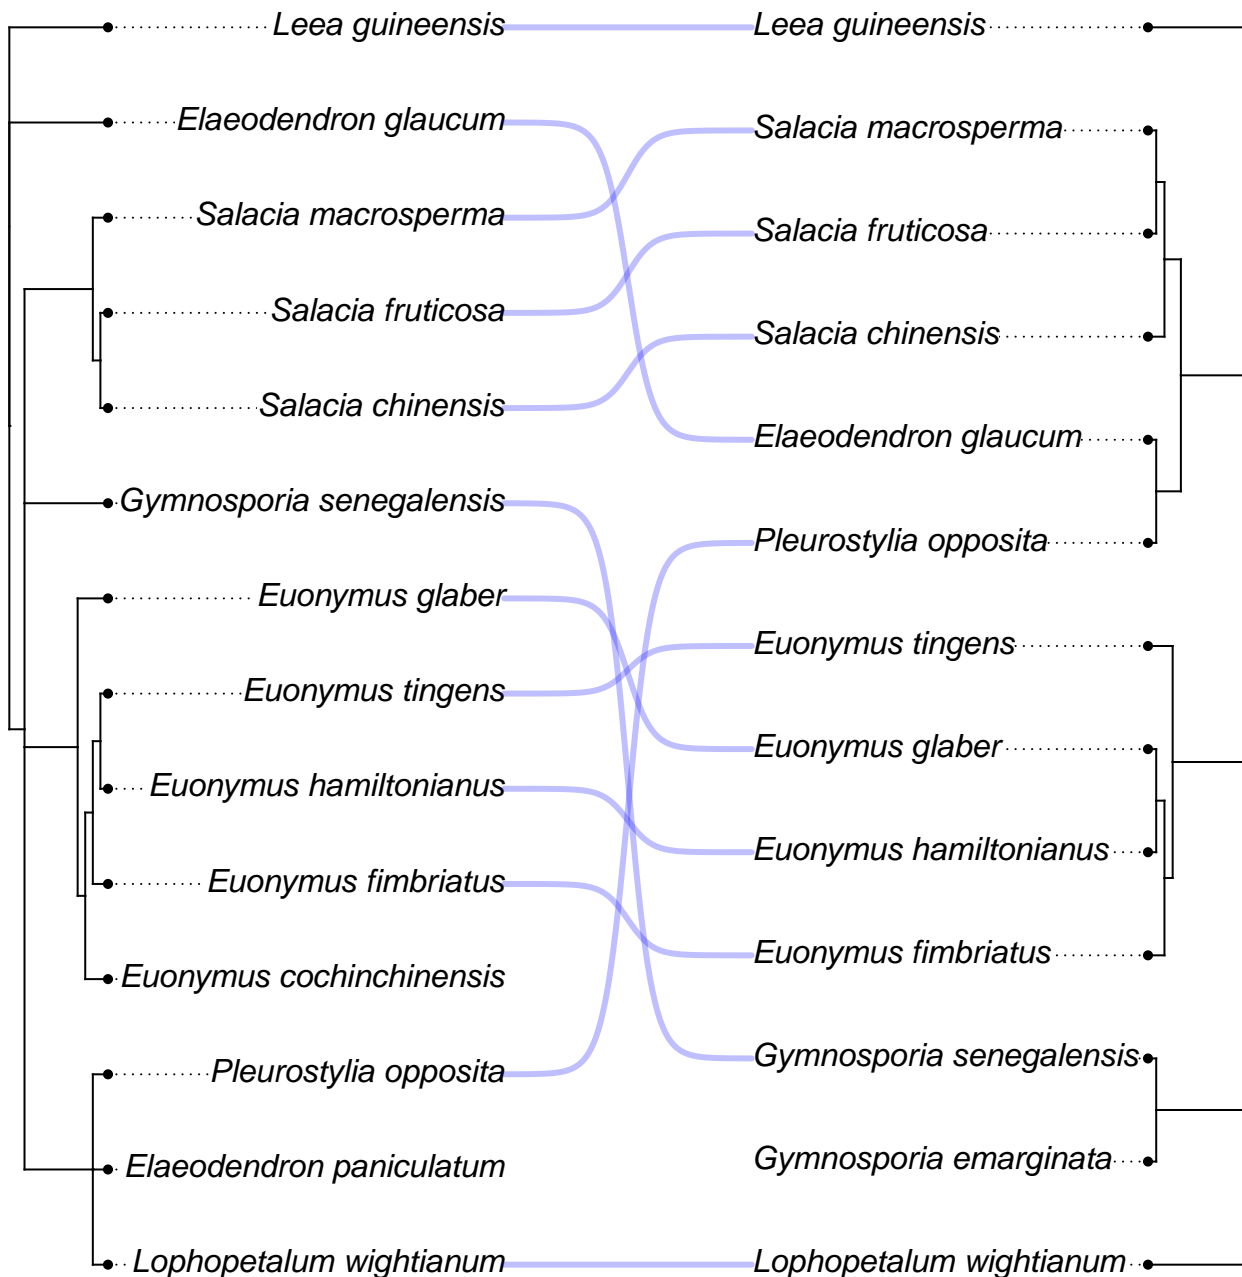 Leea guineensis
Elaeodendron glaucum
Salacia macrosperma
Salacia fruticosa
Salacia chinensis
Gymnosporia senegalensis
Euonymus glaber
Euonymus tingens
Euonymus hamiltonianus
Euonymus fimbriatus
Euonymus cochinchinensis
Pleurostylia opposita
Elaeodendron paniculatum
Lophopetalum wightianum
Leea guineensis
Salacia macrosperma
Salacia fruticosa
Salacia chinensis
Elaeodendron glaucum
Pleurostylia opposita
Euonymus tingens
Euonymus glaber
Euonymus hamiltonianus
Euonymus fimbriatus
Gymnosporia senegalensis
Gymnosporia emarginata
Lophopetalum wightianum